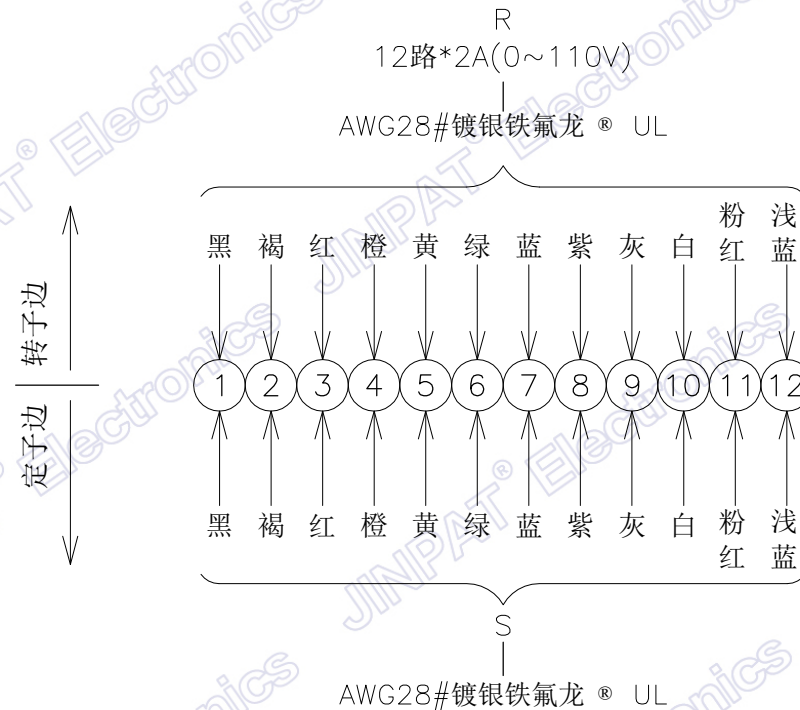 R
12路*2A(0~110V)
AWG28#镀银铁氟龙 ® UL
黑 褐 红 橙 黄 绿 蓝 紫 灰 白 粉红 浅蓝
转子边
1 2 3 4 5 6 7 8 9 10 11 12
定子边
黑 褐 红 橙 黄 绿 蓝 紫 灰 白 粉红 浅蓝
S
AWG28#镀银铁氟龙 ® UL
JINPAT® Electronics